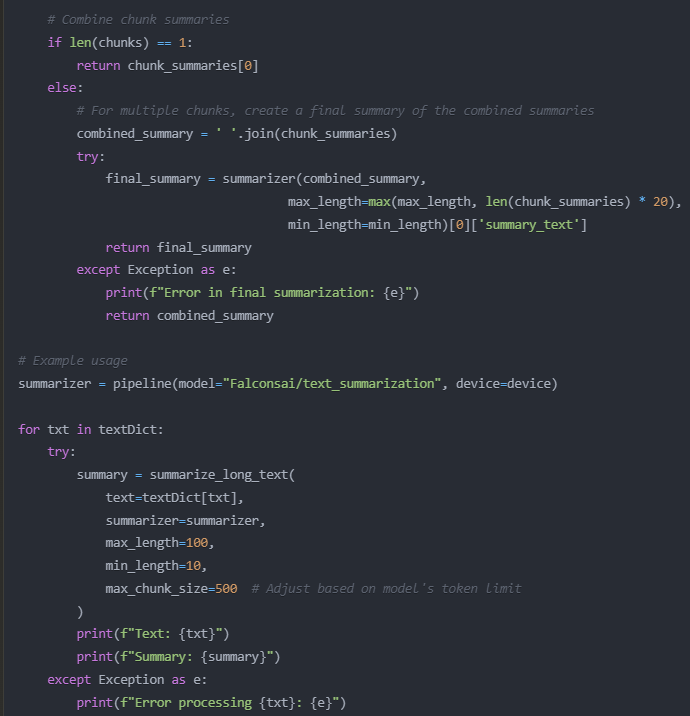 # Combine chunk summaries
if len(chunks) == 1:
return chunk_summaries[0]
else:
# For multiple chunks, create a final summary of the combined summaries
combined_summary = ' '.join(chunk_summaries)
try:
final_summary = summarizer(combined_summary,
max_length=max(max_length, len(chunk_summaries) * 20),
min_length=min_length)[0]['summary_text']
return final_summary
except Exception as e:
print(f"Error in final summarization: {e}")
return combined_summary
# Example usage
summarizer = pipeline(model="Falconsai/text_summarization", device=device)
for txt in textDict:
try:
summary = summarize_long_text(
text=textDict[txt],
summarizer=summarizer,
max_length=100,
min_length=10,
max_chunk_size=500  # Adjust based on model's token limit
)
print(f"Text: {txt}")
print(f"Summary: {summary}")
except Exception as e:
print(f"Error processing {txt}: {e}")